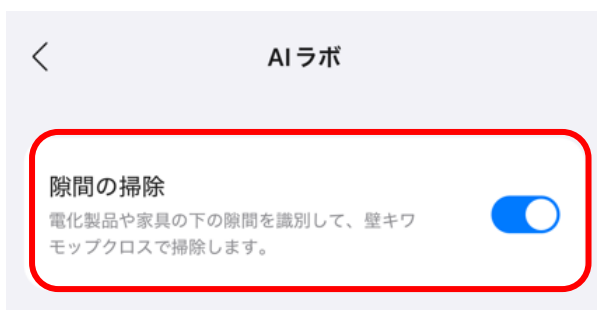 AIラボ
隙間の掃除
電化製品や家具の下の隙間を識別して、壁キワ
モップクロスで掃除します。